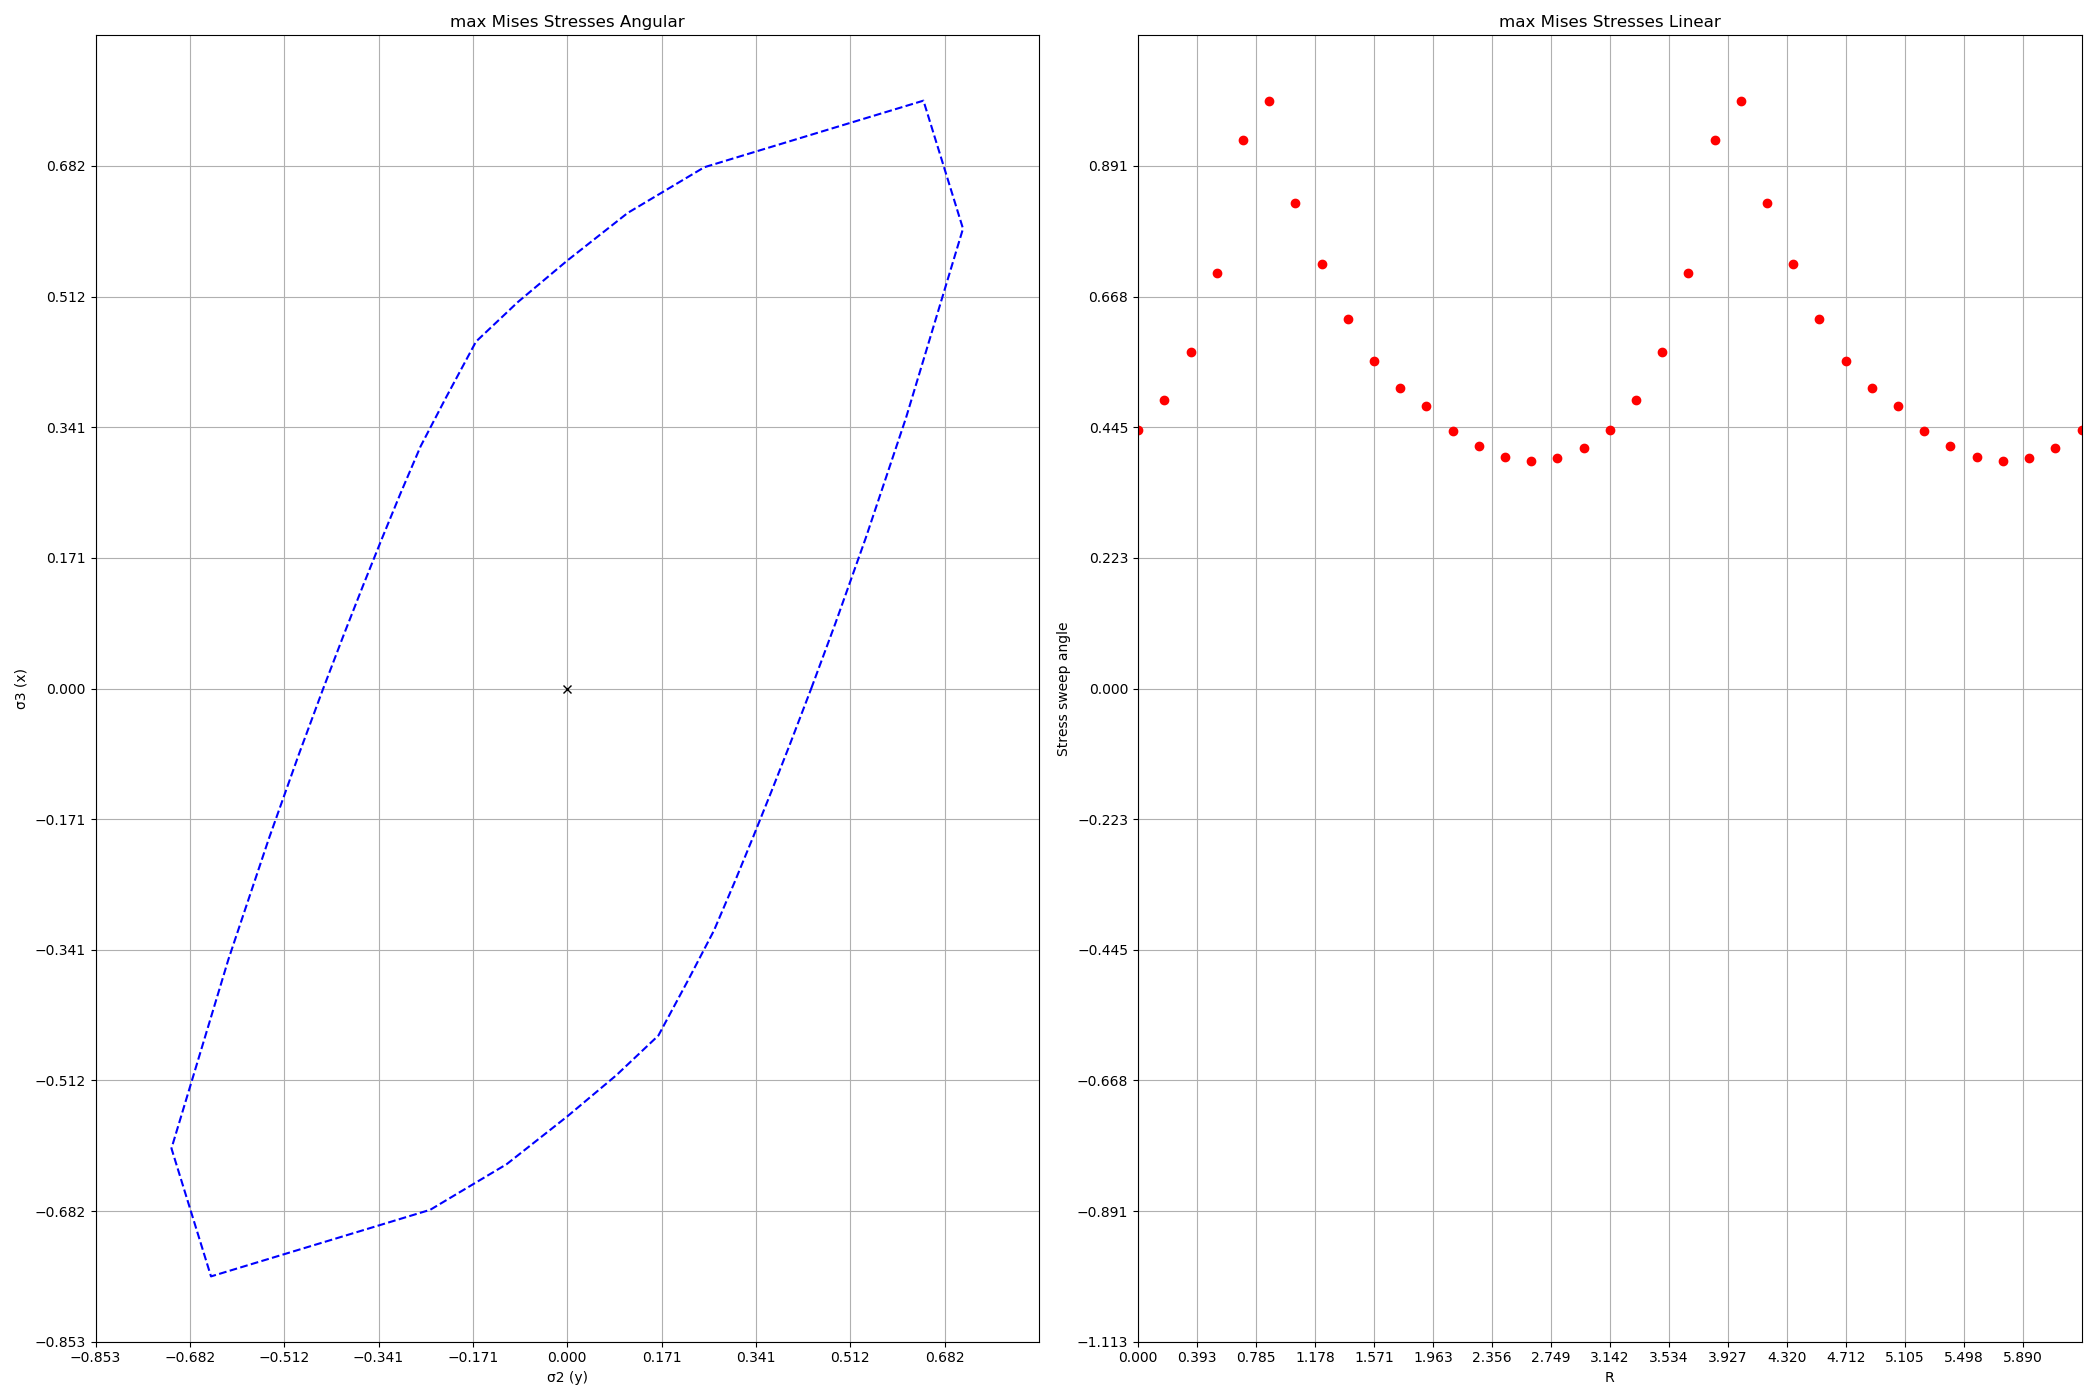 max Mises Stresses Angular
0.682
0.512
0.341
0.171
0.000
−0.171
−0.341
−0.512
−0.682
−0.853
σ3 (x)
−0.853 −0.682 −0.512 −0.341 −0.171 0.000 0.171 0.341 0.512 0.682
σ2 (y)
max Mises Stresses Linear
0.891
0.668
0.445
0.223
0.000
−0.223
−0.445
−0.668
−0.891
−1.113
Stress sweep angle
0.000 0.393 0.785 1.178 1.571 1.963 2.356 2.749 3.142 3.534 3.927 4.320 4.712 5.105 5.498 5.890
R